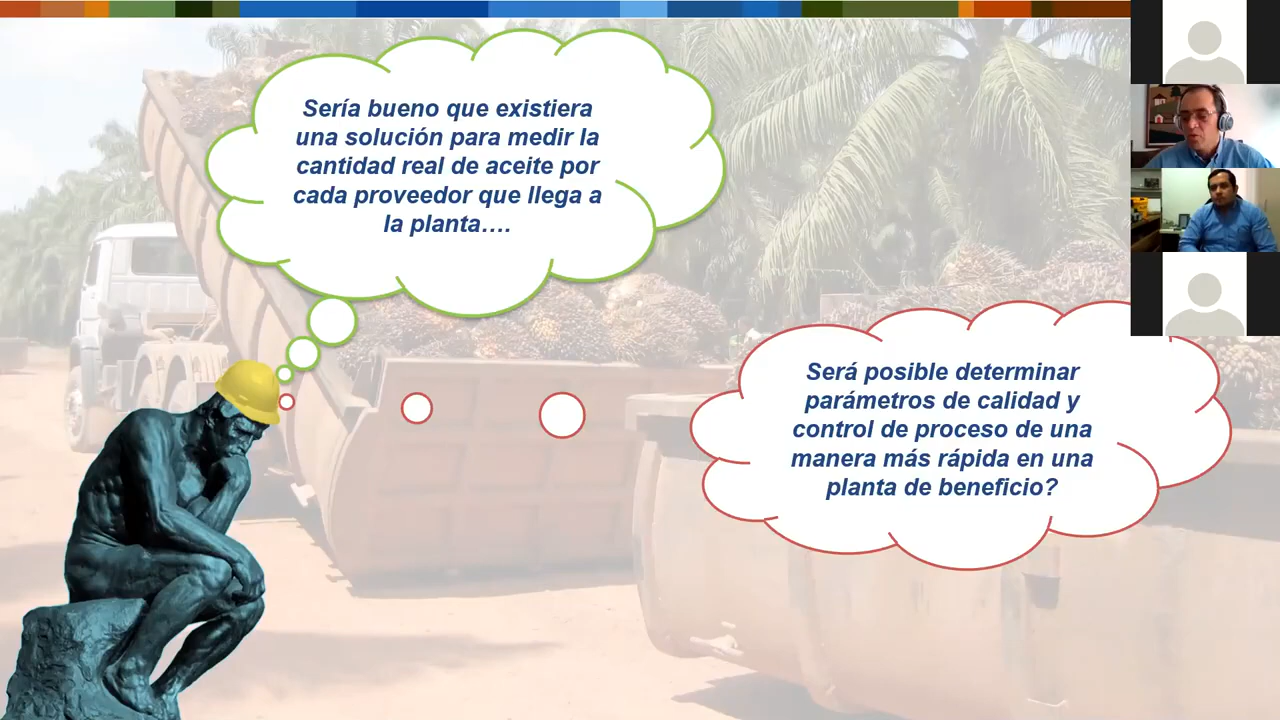 Sería bueno que existiera
una solución para medir la
cantidad real de aceite por
cada proveedor que llega a
la planta….
Será posible determinar
parámetros de calidad y
control de proceso de una
manera más rápida en una
planta de beneficio?